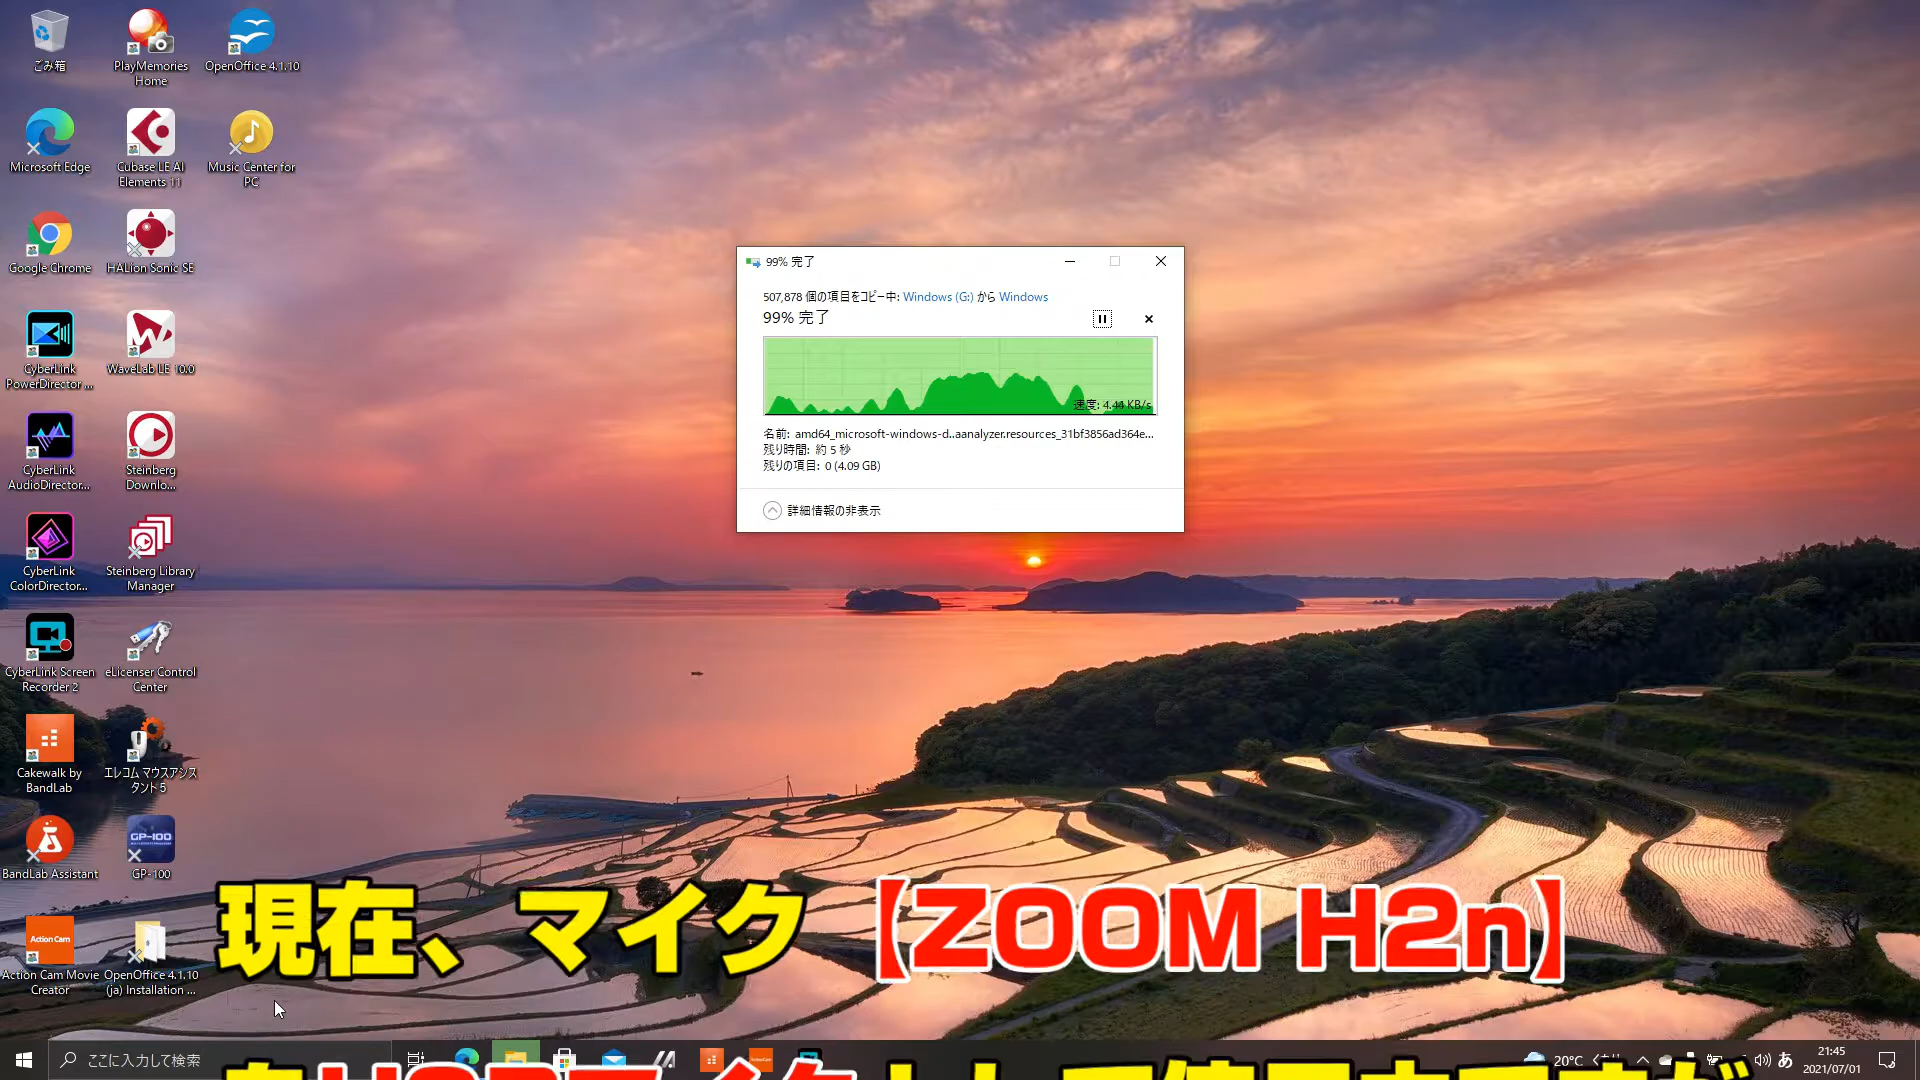 ごみ箱
PlayMemories
Home
OpenOffice 4.1.10
Microsoft Edge
Cubase LE AI
Elements 11
Music Center for
PC
Google Chrome
HALion Sonic SE
CyberLink
PowerDirector ...
WaveLab LE 10.0
CyberLink
AudioDirector...
Steinberg
Downlo...
CyberLink
ColorDirector...
Steinberg Library
Manager
CyberLink Screen
Recorder 2
eLicenser Control
Center
Cakewalk by
BandLab
エレコム マウスアシス
タント 5
BandLab Assistant
GP-100
GP-100
Action Cam
Action Cam Movie
Creator
OpenOffice 4.1.10
(ja) Installation ...
99% 完了
507,878 個の項目をコピー中: Windows (G:) から Windows
99% 完了
速度: 4.44 KB/s
名前: amd64_microsoft-windows-d..aanalyzer.resources_31bf3856ad364e...
残り時間: 約 5 秒
残りの項目: 0 (4.09 GB)
詳細情報の非表示
現在、マイク【ZOOM H2n】
ここに入力して検索
20°C
あ
21:45
2021/07/01